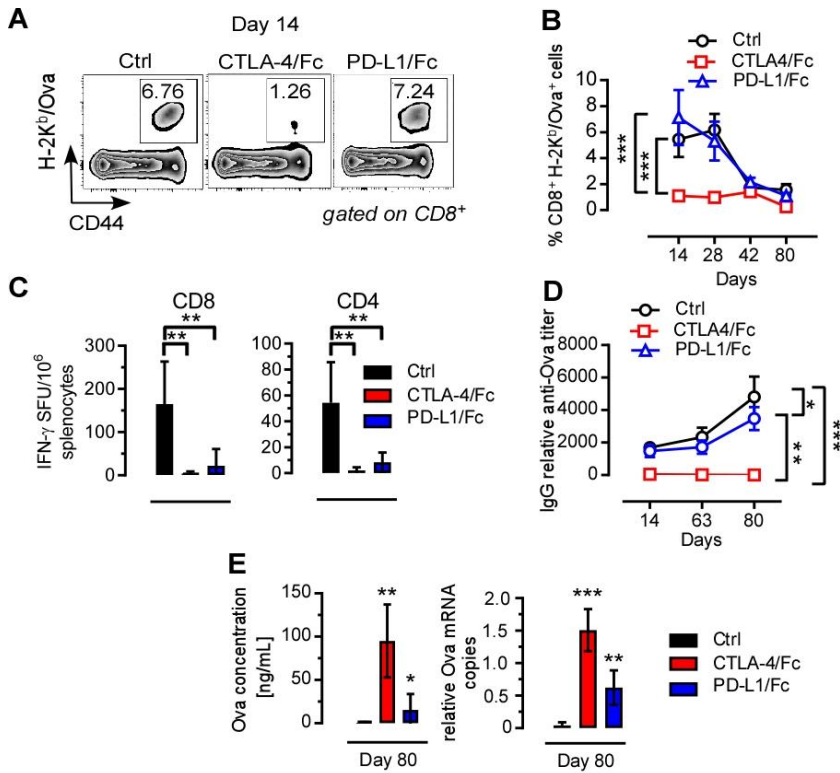 A
Day 14
Ctrl
CTLA-4/Fc
PD-L1/Fc
6.76
1.26
7.24
H-2Kb/Ova
CD44
gated on CD8+
B
Ctrl
CTLA4/Fc
PD-L1/Fc
% CD8+ H-2Kb/Ova+ cells
10
8
6
4
2
0
***
***
14 28 42 80
Days
C
CD8
CD4
IFN-γ SFU/10^6
splenocytes
300
200
150
0
**
**
100
80
60
40
20
0
**
**
Ctrl
CTLA-4/Fc
PD-L1/Fc
D
Ctrl
CTLA4/Fc
PD-L1/Fc
IgG relative anti-Ova titer
8000
6000
4000
2000
0
*
**
***
14 63 80
Days
E
Ova concentration
[ng/mL]
150
100
50
0
**
*
Day 80
relative Ova mRNA
copies
2.0
1.5
1.0
0.5
0
***
**
Day 80
Ctrl
CTLA-4/Fc
PD-L1/Fc